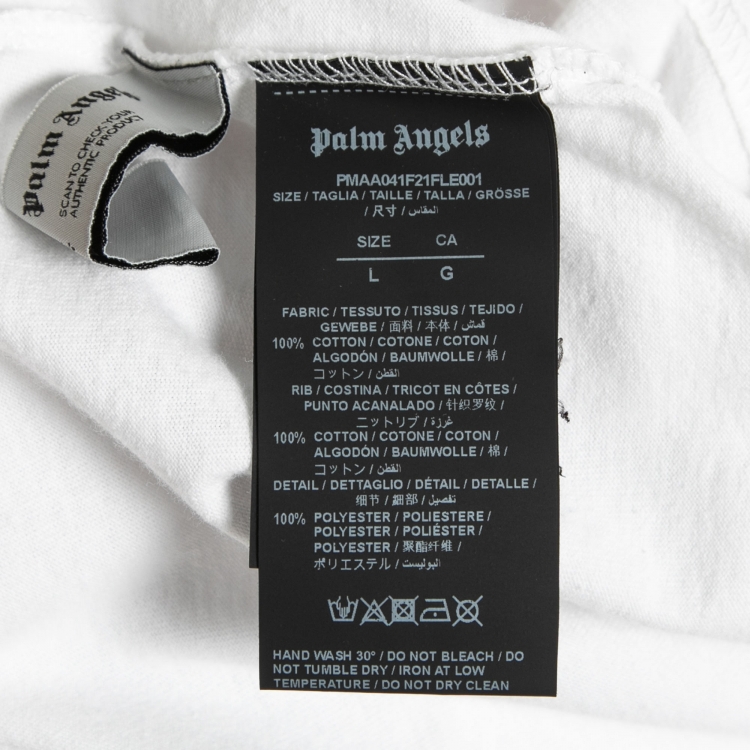 Palm Angels
SCAN TO CHECK YOUR
AUTHENTIC PRODUCT
Palm Angels
PMAA041F21FLE001
SIZE / TAGLIA / TAILLE / TALLA / GRÖSSE
/ 尺寸 / المقاس
SIZE CA
L G
FABRIC / TESSUTO / TISSUS / TEJIDO /
GEWEBE / 面料 / 本体 / قماش
100% COTTON / COTONE / COTON /
ALGODÓN / BAUMWOLLE / 棉 /
コットン / القطن
RIB / COSTINA / TRICOT EN CÔTES /
PUNTO ACANALADO / 针织罗纹 /
ニットリブ / غرزة
100% COTTON / COTONE / COTON /
ALGODÓN / BAUMWOLLE / 棉 /
コットン / القطن
DETAIL / DETTAGLIO / DÉTAIL / DETALLE /
细节 / 細部 / تفصيل
100% POLYESTER / POLIESTERE /
POLYESTER / POLIÉSTER /
POLYESTER / 聚酯纤维 /
ポリエステル / البوليستر
HAND WASH 30° / DO NOT BLEACH / DO
NOT TUMBLE DRY / IRON AT LOW
TEMPERATURE / DO NOT DRY CLEAN